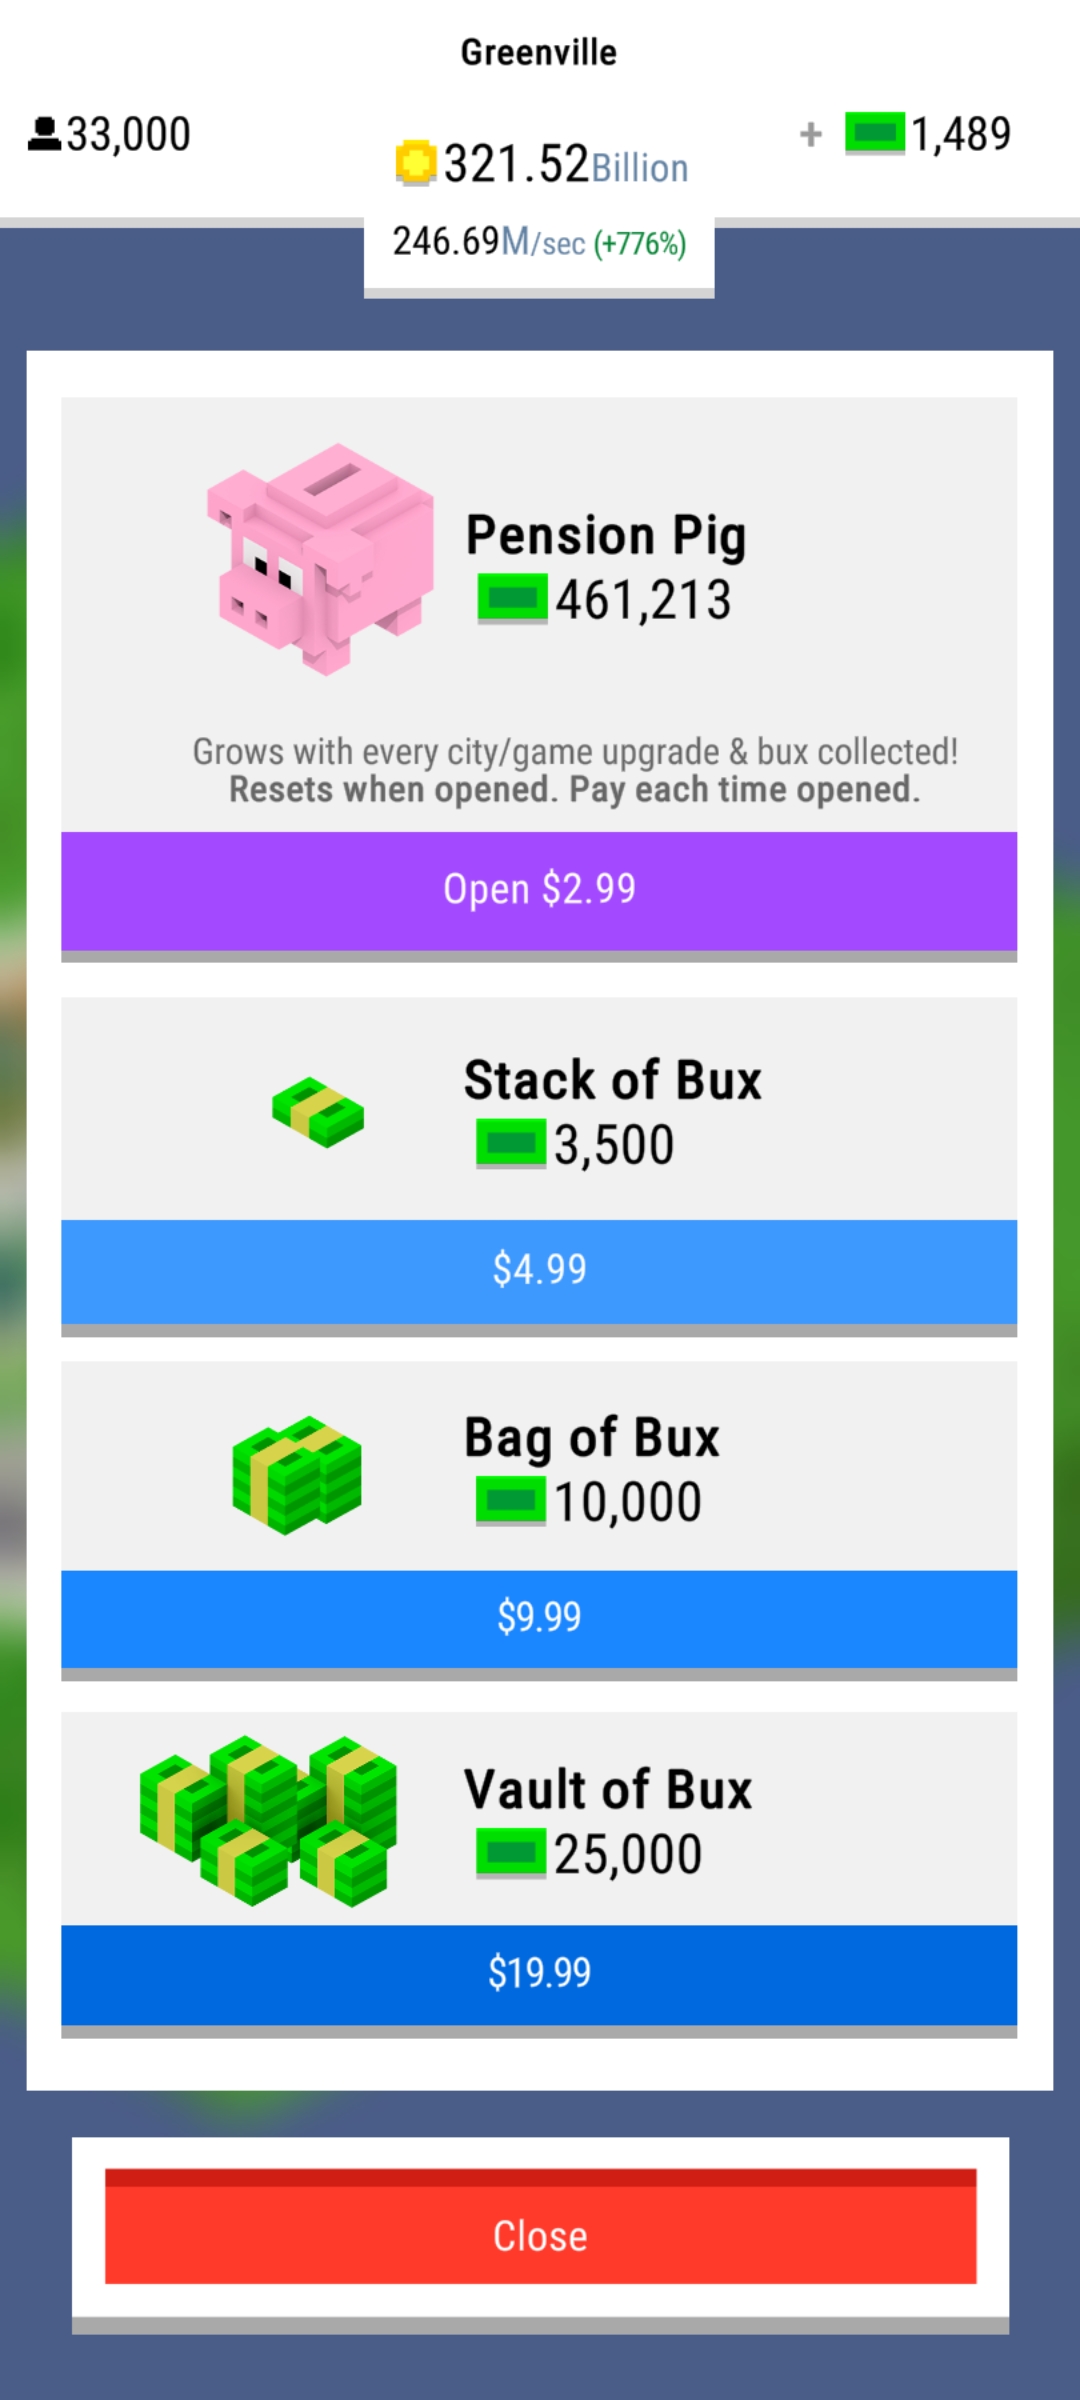 Greenville
33,000
321.52Billion
+ 1,489
246.69M/sec (+776%)
Pension Pig
461,213
Grows with every city/game upgrade & bux collected!
Resets when opened. Pay each time opened.
Open $2.99
Stack of Bux
3,500
$4.99
Bag of Bux
10,000
$9.99
Vault of Bux
25,000
$19.99
Close